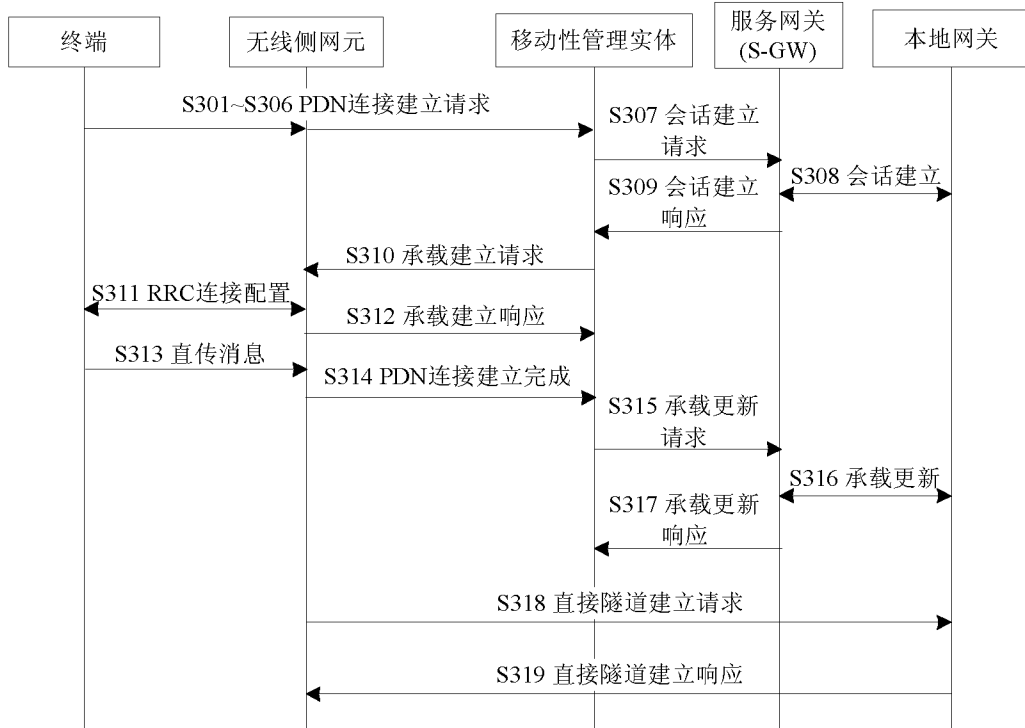 终端
无线侧网元
移动性管理实体
服务网关
(S-GW)
本地网关
S301~S306 PDN连接建立请求
S307 会话建立
请求
S308 会话建立
S309 会话建立
响应
S310 承载建立请求
S311 RRC连接配置
S312 承载建立响应
S313 直传消息
S314 PDN连接建立完成
S315 承载更新
请求
S316 承载更新
S317 承载更新
响应
S318 直接隧道建立请求
S319 直接隧道建立响应